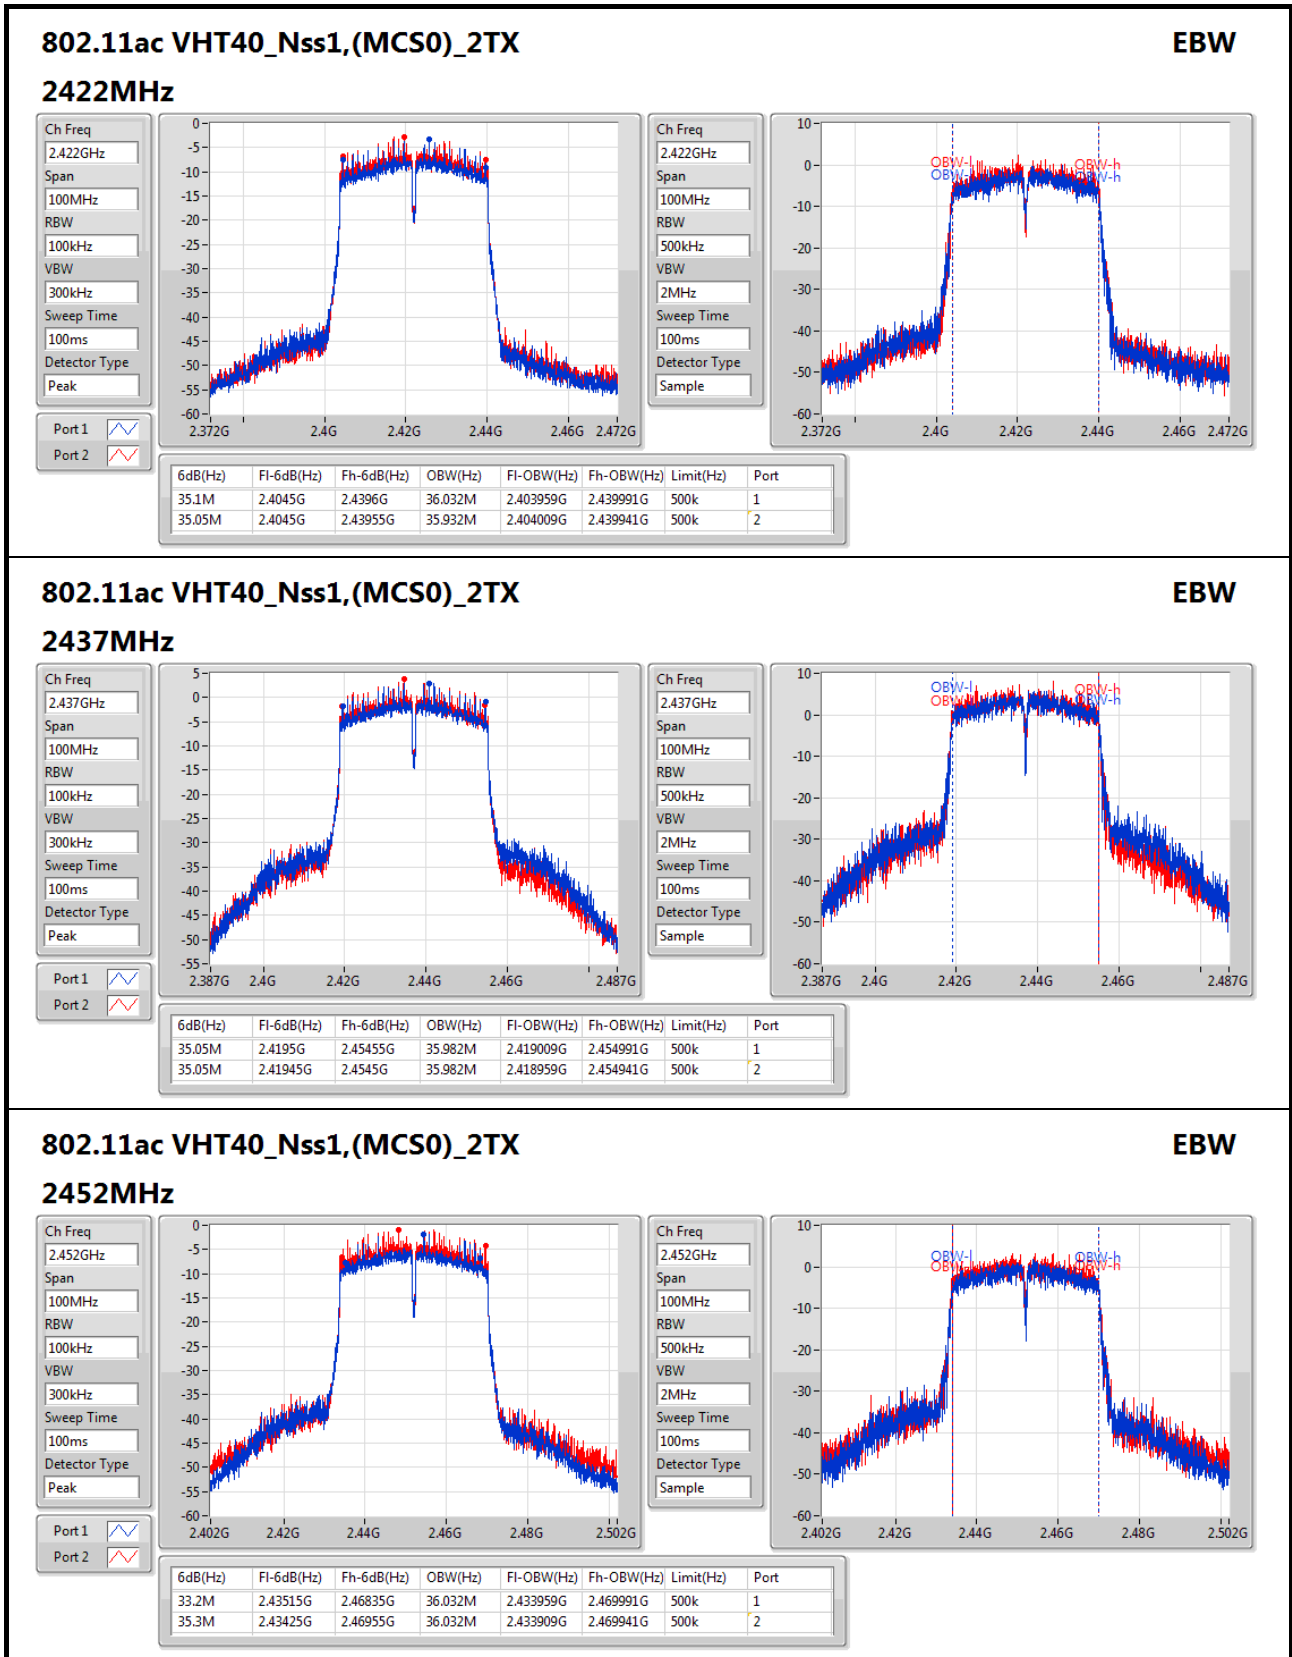 802.11ac VHT40_Nss1,(MCS0)_2TX EBW
2422MHz
Ch Freq
2.422GHz
Span
100MHz
RBW
100kHz
VBW
300kHz
Sweep Time
100ms
Detector Type
Peak
Port 1
Port 2
0
-5
-10
-15
-20
-25
-30
-35
-40
-45
-50
-55
-60
2.372G 2.4G 2.42G 2.44G 2.46G 2.472G
Ch Freq
2.422GHz
Span
100MHz
RBW
500kHz
VBW
2MHz
Sweep Time
100ms
Detector Type
Sample
10
0
-10
-20
-30
-40
-50
-60
OBW-l OBW-h
OBW-l OBW-h
2.372G 2.4G 2.42G 2.44G 2.46G 2.472G
6dB(Hz) Fl-6dB(Hz) Fh-6dB(Hz) OBW(Hz) Fl-OBW(Hz) Fh-OBW(Hz) Limit(Hz) Port
35.1M 2.4045G 2.4396G 36.032M 2.403959G 2.439991G 500k 1
35.05M 2.4045G 2.43955G 35.932M 2.404009G 2.439941G 500k 2
802.11ac VHT40_Nss1,(MCS0)_2TX EBW
2437MHz
Ch Freq
2.437GHz
Span
100MHz
RBW
100kHz
VBW
300kHz
Sweep Time
100ms
Detector Type
Peak
Port 1
Port 2
5
0
-5
-10
-15
-20
-25
-30
-35
-40
-45
-50
-55
2.387G 2.4G 2.42G 2.44G 2.46G 2.487G
Ch Freq
2.437GHz
Span
100MHz
RBW
500kHz
VBW
2MHz
Sweep Time
100ms
Detector Type
Sample
10
0
-10
-20
-30
-40
-50
-60
OBW-l OBW-h
OBW-l OBW-h
2.387G 2.4G 2.42G 2.44G 2.46G 2.487G
6dB(Hz) Fl-6dB(Hz) Fh-6dB(Hz) OBW(Hz) Fl-OBW(Hz) Fh-OBW(Hz) Limit(Hz) Port
35.05M 2.4195G 2.45455G 35.982M 2.419009G 2.454991G 500k 1
35.05M 2.41945G 2.4545G 35.982M 2.418959G 2.454941G 500k 2
802.11ac VHT40_Nss1,(MCS0)_2TX EBW
2452MHz
Ch Freq
2.452GHz
Span
100MHz
RBW
100kHz
VBW
300kHz
Sweep Time
100ms
Detector Type
Peak
Port 1
Port 2
0
-5
-10
-15
-20
-25
-30
-35
-40
-45
-50
-55
-60
2.402G 2.42G 2.44G 2.46G 2.48G 2.502G
Ch Freq
2.452GHz
Span
100MHz
RBW
500kHz
VBW
2MHz
Sweep Time
100ms
Detector Type
Sample
10
0
-10
-20
-30
-40
-50
-60
OBW-l OBW-h
OBW-l OBW-h
2.402G 2.42G 2.44G 2.46G 2.48G 2.502G
6dB(Hz) Fl-6dB(Hz) Fh-6dB(Hz) OBW(Hz) Fl-OBW(Hz) Fh-OBW(Hz) Limit(Hz) Port
33.2M 2.43515G 2.46835G 36.032M 2.433959G 2.469991G 500k 1
35.3M 2.43425G 2.46955G 36.032M 2.433909G 2.469941G 500k 2